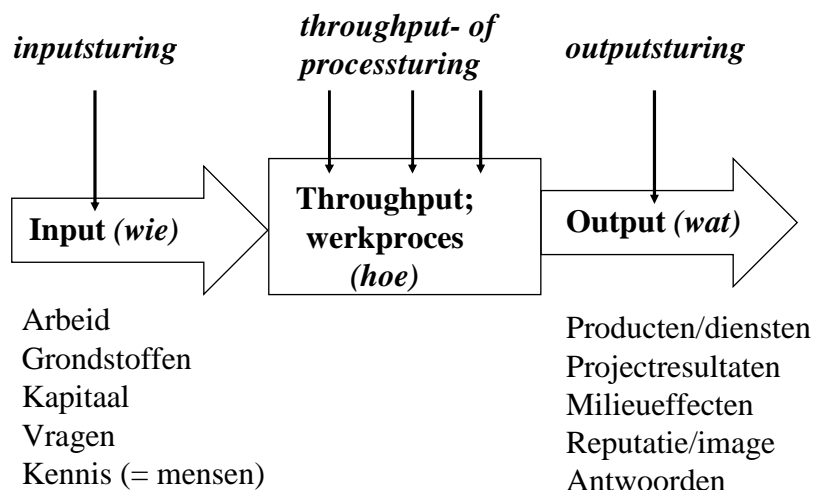 inputsturing
throughput- of
processturing
outputsturing
Input (wie)
Throughput;
werkproces
(hoe)
Output (wat)
Arbeid
Grondstoffen
Kapitaal
Vragen
Kennis (= mensen)
Producten/diensten
Projectresultaten
Milieueffecten
Reputatie/image
Antwoorden